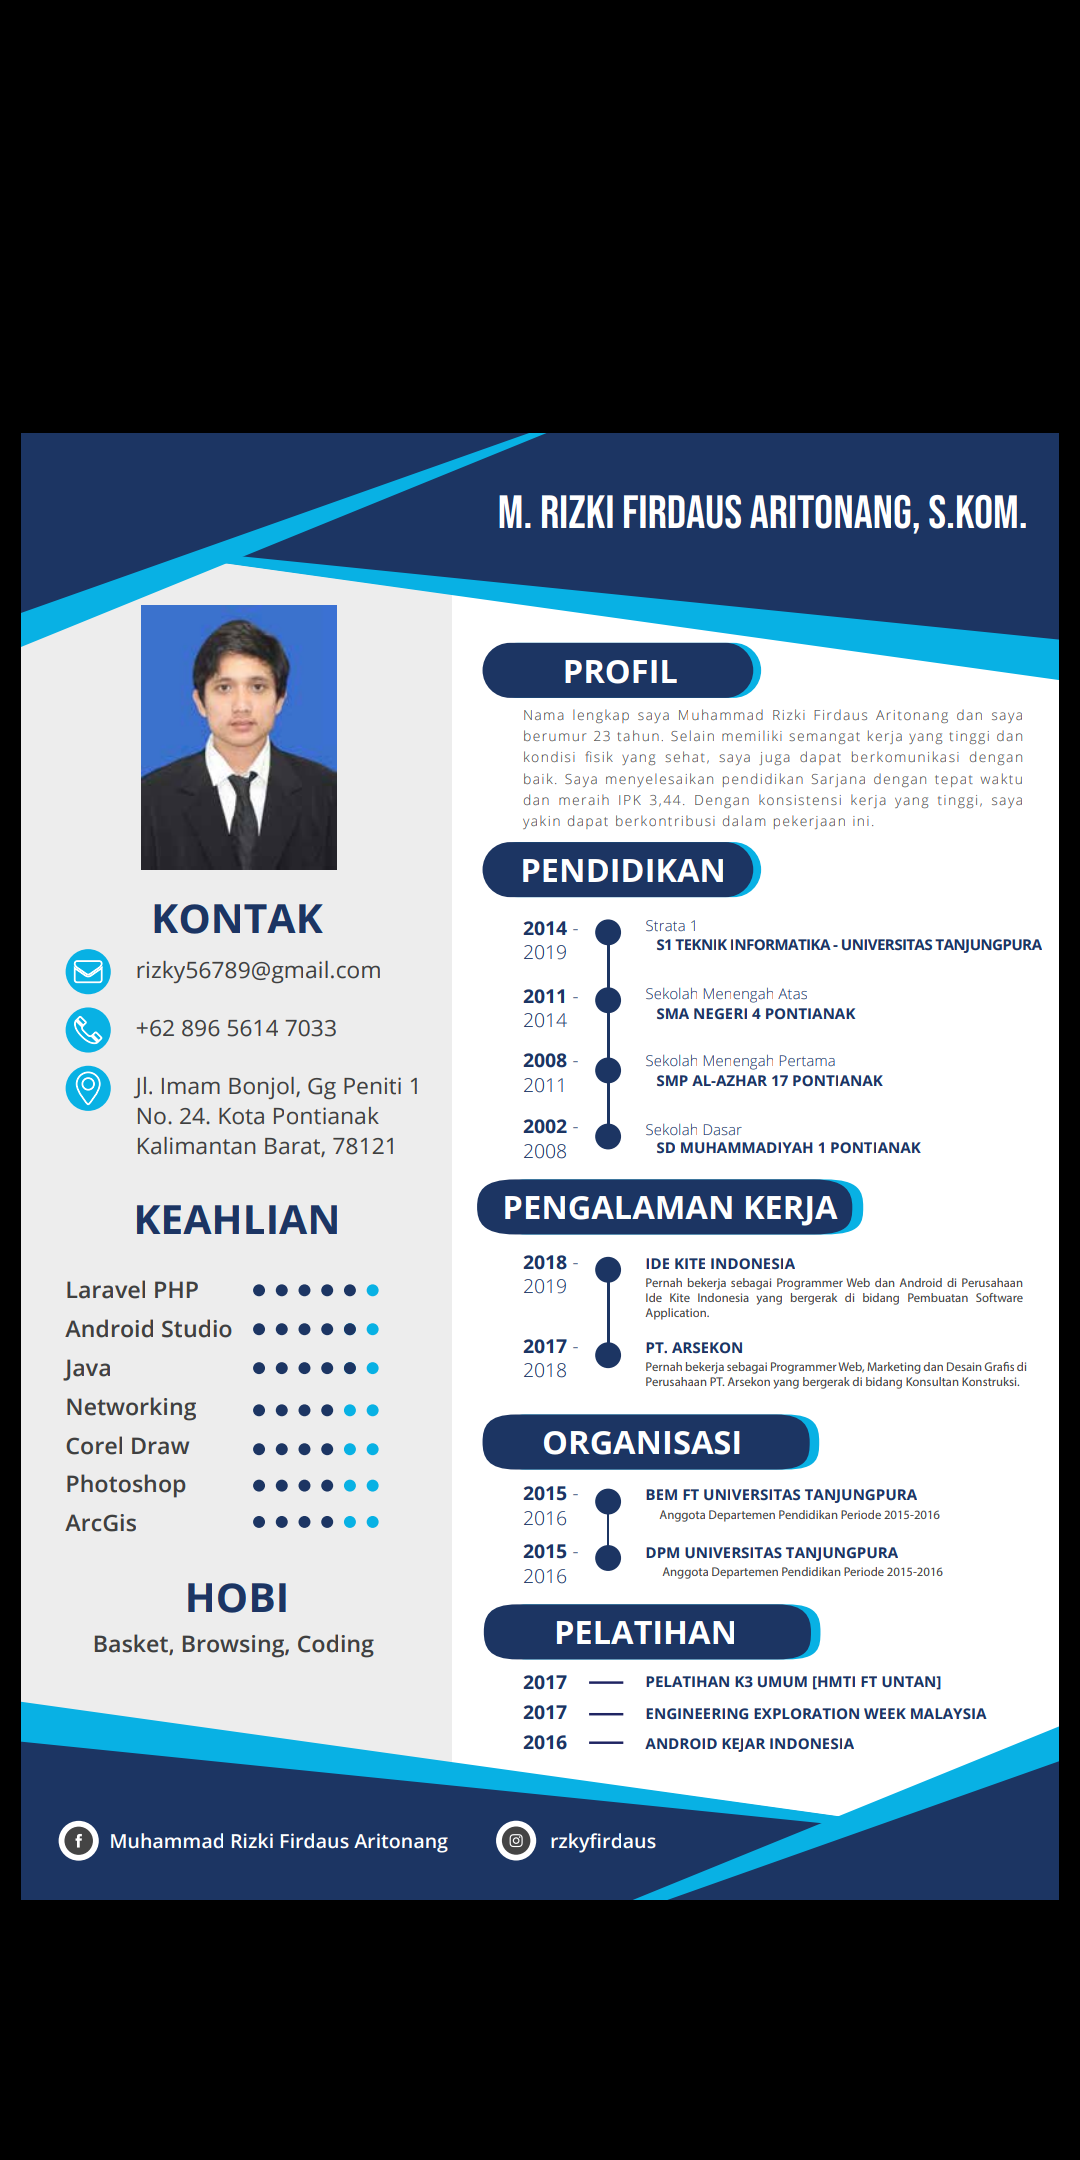 M. RIZKI FIRDAUS ARITONANG, S.KOM.
KONTAK
rizky56789@gmail.com
+62 896 5614 7033
Jl. Imam Bonjol, Gg Peniti 1
No. 24. Kota Pontianak
Kalimantan Barat, 78121
KEAHLIAN
Laravel PHP
Android Studio
Java
Networking
Corel Draw
Photoshop
ArcGis
HOBI
Basket, Browsing, Coding
PROFIL
Nama lengkap saya Muhammad Rizki Firdaus Aritonang dan saya
berumur 23 tahun. Selain memiliki semangat kerja yang tinggi dan
kondisi fisik yang sehat, saya juga dapat berkomunikasi dengan
baik. Saya menyelesaikan pendidikan Sarjana dengan tepat waktu
dan meraih IPK 3,44. Dengan konsistensi kerja yang tinggi, saya
yakin dapat berkontribusi dalam pekerjaan ini.
PENDIDIKAN
2014 -
2019
Strata 1
S1 TEKNIK INFORMATIKA - UNIVERSITAS TANJUNGPURA
2011 -
2014
Sekolah Menengah Atas
SMA NEGERI 4 PONTIANAK
2008 -
2011
Sekolah Menengah Pertama
SMP AL-AZHAR 17 PONTIANAK
2002 -
2008
Sekolah Dasar
SD MUHAMMADIYAH 1 PONTIANAK
PENGALAMAN KERJA
2018 -
2019
IDE KITE INDONESIA
Pernah bekerja sebagai Programmer Web dan Android di Perusahaan
Ide Kite Indonesia yang bergerak di bidang Pembuatan Software
Application.
2017 -
2018
PT. ARSEKON
Pernah bekerja sebagai Programmer Web, Marketing dan Desain Grafis di
Perusahaan PT. Arsekon yang bergerak di bidang Konsultan Konstruksi.
ORGANISASI
2015 -
2016
BEM FT UNIVERSITAS TANJUNGPURA
Anggota Departemen Pendidikan Periode 2015-2016
2015 -
2016
DPM UNIVERSITAS TANJUNGPURA
Anggota Departemen Pendidikan Periode 2015-2016
PELATIHAN
2017 PELATIHAN K3 UMUM [HMTI FT UNTAN]
2017 ENGINEERING EXPLORATION WEEK MALAYSIA
2016 ANDROID KEJAR INDONESIA
Muhammad Rizki Firdaus Aritonang
rzkyfirdaus